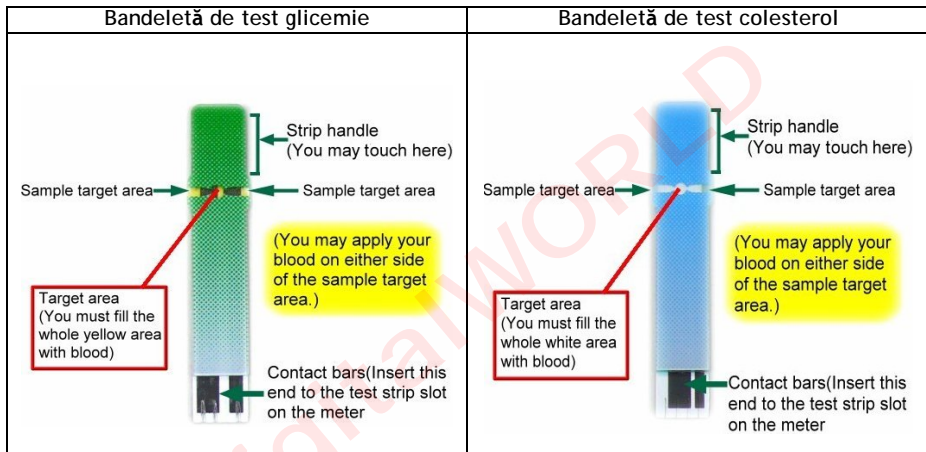 Bandeletă de test glicemie
Bandeletă de test colesterol
Strip handle
(You may touch here)
Sample target area
Sample target area
(You may apply your
blood on either side
of the sample target
area.)
Target area
(You must fill the
whole yellow area
with blood)
Contact bars(Insert this
end to the test strip slot
on the meter
Strip handle
(You may touch here)
Sample target area
Sample target area
(You may apply your
blood on either side
of the sample target
area.)
Target area
(You must fill the
whole white area
with blood)
Contact bars(Insert this
end to the test strip slot
on the meter
digitalWORLD